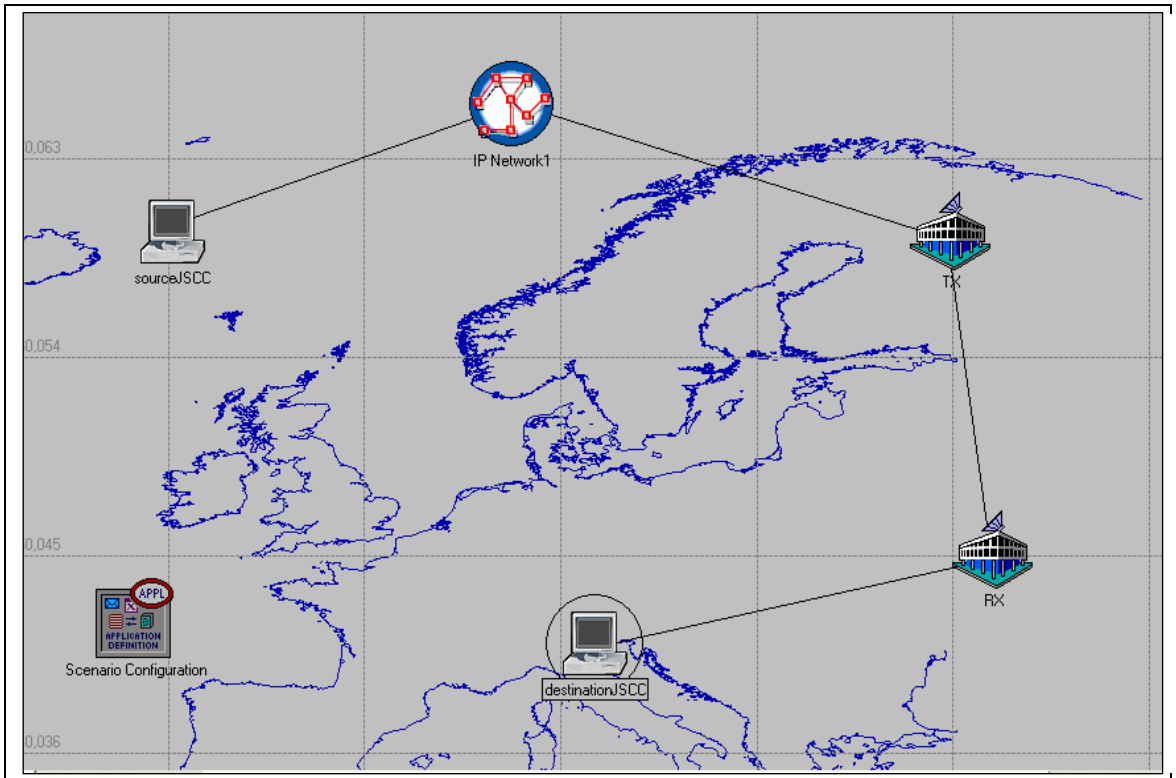 IP Network1
0,063
sourceJSCC
TX
0,054
0,045
RX
APPL
APPLICATION
DEFINITION
Scenario Configuration
destinationJSCC
0,036